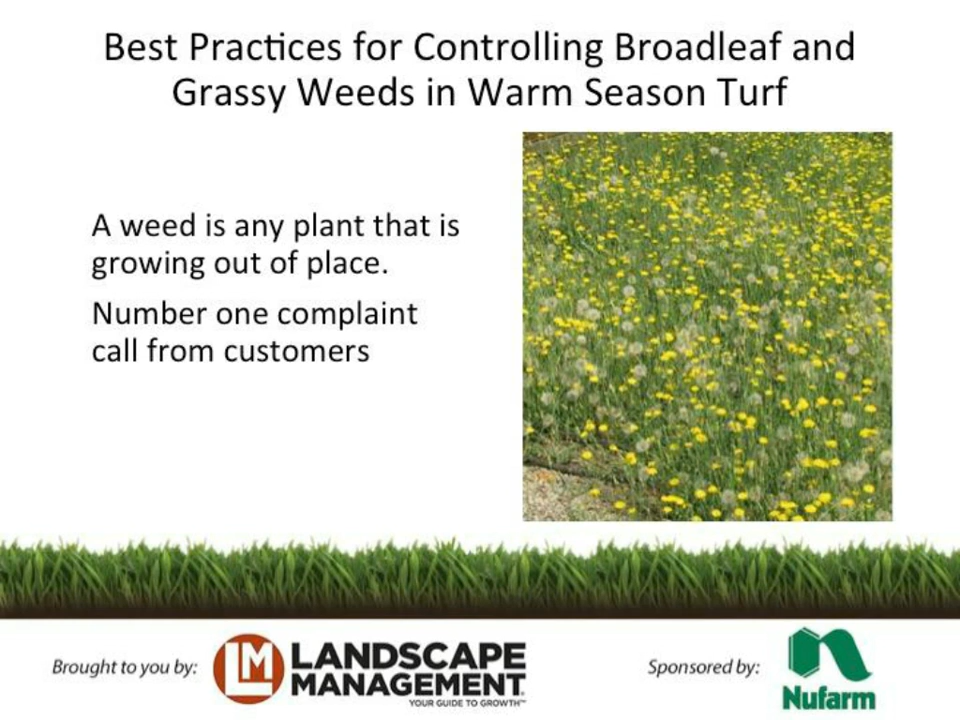 Best Practices for Controlling Broadleaf and
Grassy Weeds in Warm Season Turf
A weed is any plant that is
growing out of place.
Number one complaint
call from customers
Brought to you by:
LM
LANDSCAPE
MANAGEMENT
YOUR GUIDE TO GROWTH™
Sponsored by:
Nufarm